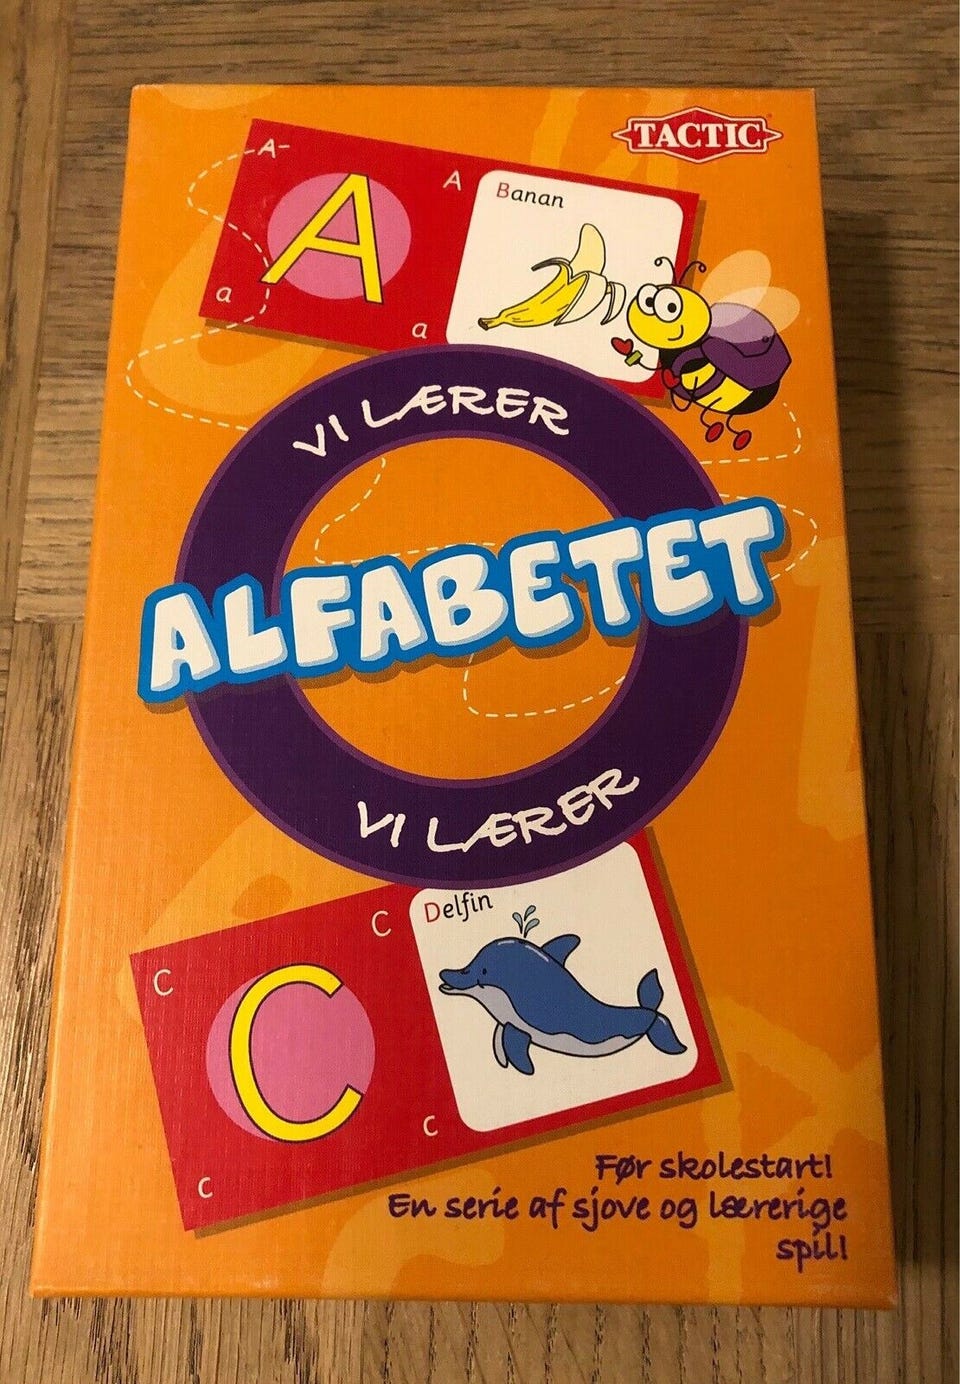 TACTIC
A
A
A
Banan
a
a
VI LÆRER
ALFABETET
VI LÆRER
C
Delfin
C
C
C
C
Før skolestart!
En serie af sjove og lærerige
spil!